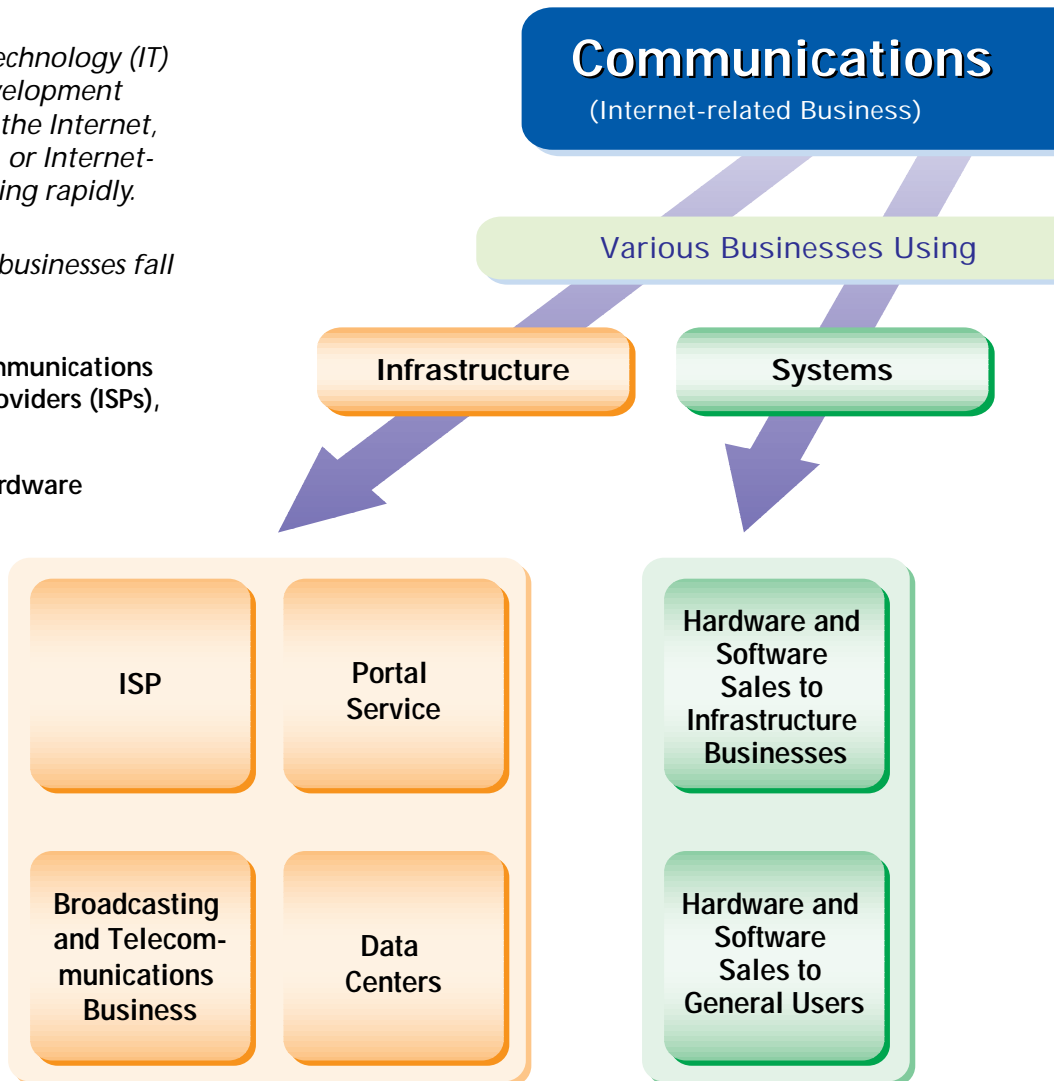 echnology (IT)
velopment
the Internet,
or Internet-
ing rapidly.
businesses fall
mmunications
oviders (ISPs),
rdware
Communications
(Internet-related Business)
Various Businesses Using
Infrastructure
Systems
ISP
Portal
Service
Broadcasting
and Telecom-
munications
Business
Data
Centers
Hardware and
Software
Sales to
Infrastructure
Businesses
Hardware and
Software
Sales to
General Users